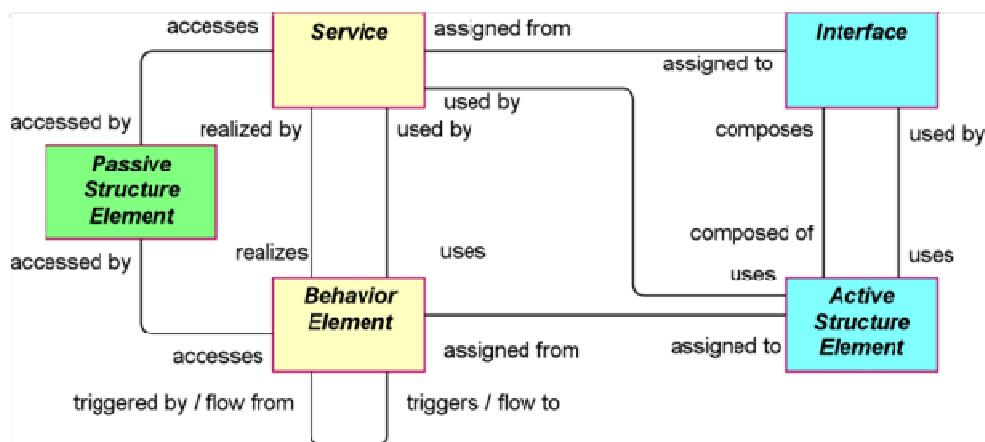 accesses
Service
assigned from
Interface
assigned to
used by
accessed by
realized by
used by
composes
used by
Passive
Structure
Element
composed of
accessed by
realizes
uses
uses
uses
Behavior
Element
Active
Structure
Element
accesses
assigned from
assigned to
triggered by / flow from
triggers / flow to